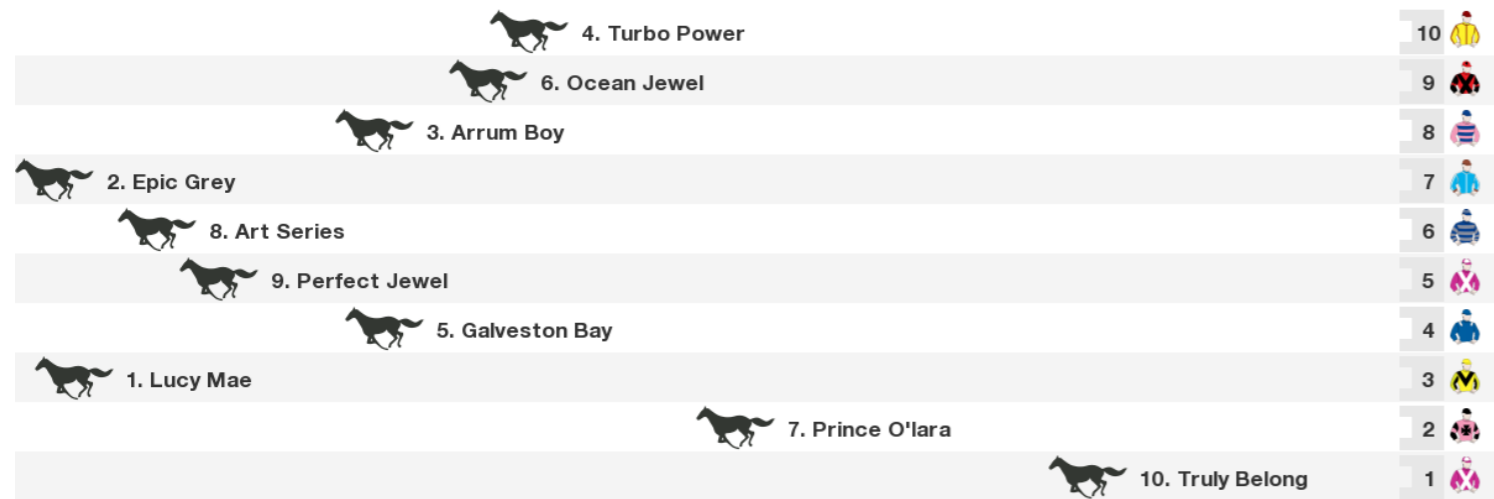 4. Turbo Power 10
6. Ocean Jewel 9
3. Arrum Boy 8
2. Epic Grey 7
8. Art Series 6
9. Perfect Jewel 5
5. Galveston Bay 4
1. Lucy Mae 3
7. Prince O'lara 2
10. Truly Belong 1